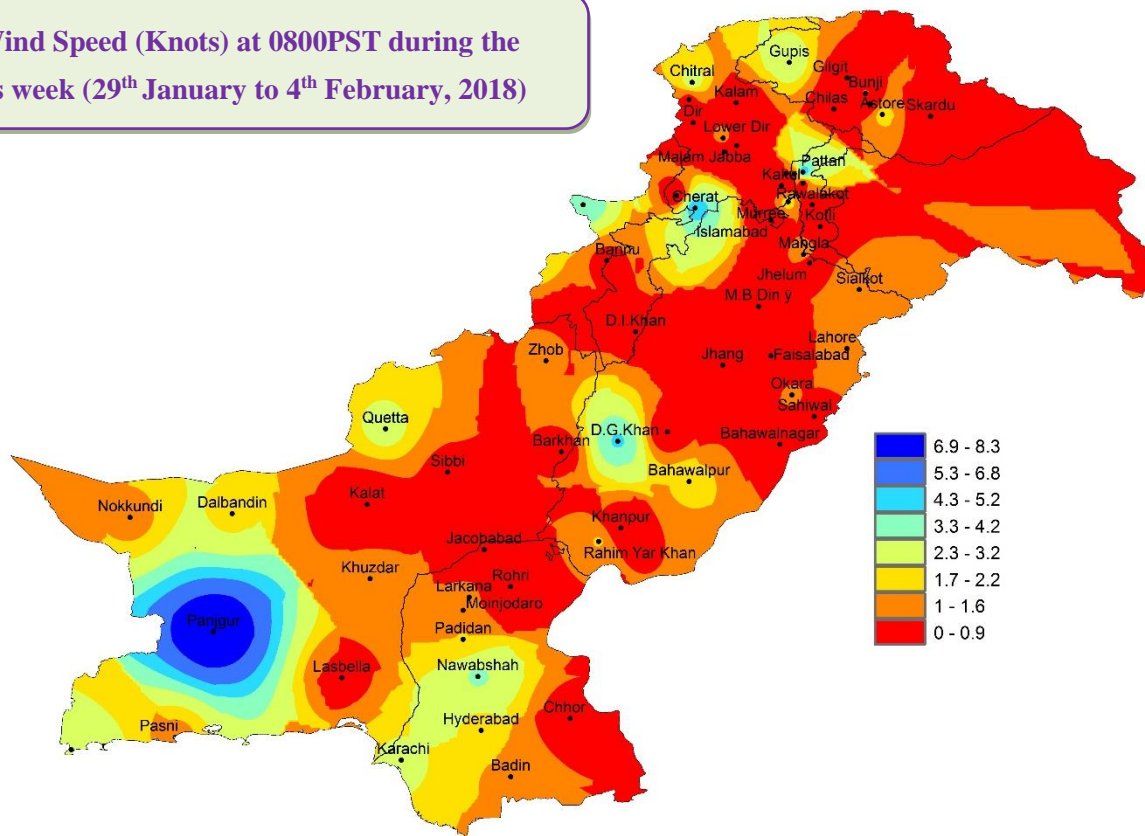 Wind Speed (Knots) at 0800PST during the
week (29th January to 4th February, 2018)
Gupis
Chitral
Gilgit
Bunji
Kalam
Chilas
Astore
Skardu
Dir
Lower Dir
Malam Jabba
Pattan
Kakul
Cherat
Rawalakot
Murree
Kotli
Islamabad
Mangla
Bannu
Jhelum
Sialkot
M.B Din ÿ
D.I.Khan
Lahore
Zhob
Jhang
Faisalabad
Okara
Sahiwal
Quetta
D.G.Khan
Bahawalnagar
Barkhan
Sibbi
Bahawalpur
Kalat
Nokkundi
Dalbandin
Khanpur
Jacobabad
Rahim Yar Khan
Khuzdar
Rohri
Larkana
Moinjodaro
Panjgur
Padidan
Lasbella
Nawabshah
Chhor
Pasni
Hyderabad
Karachi
Badin
6.9 - 8.3
5.3 - 6.8
4.3 - 5.2
3.3 - 4.2
2.3 - 3.2
1.7 - 2.2
1 - 1.6
0 - 0.9